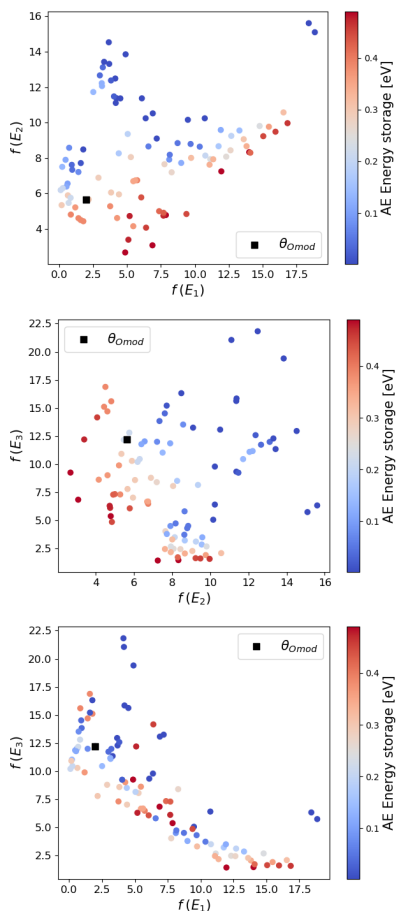 16
14
12
10
8
6
4
f (E₂)
0.0 2.5 5.0 7.5 10.0 12.5 15.0 17.5
f (E₁)
θ_Omod
0.4
0.3
0.2
0.1
AE Energy storage [eV]
22.5
20.0
17.5
15.0
12.5
10.0
7.5
5.0
2.5
f (E₃)
4 6 8 10 12 14 16
f (E₂)
θ_Omod
0.4
0.3
0.2
0.1
AE Energy storage [eV]
22.5
20.0
17.5
15.0
12.5
10.0
7.5
5.0
2.5
f (E₃)
0.0 2.5 5.0 7.5 10.0 12.5 15.0 17.5
f (E₁)
θ_Omod
0.4
0.3
0.2
0.1
AE Energy storage [eV]